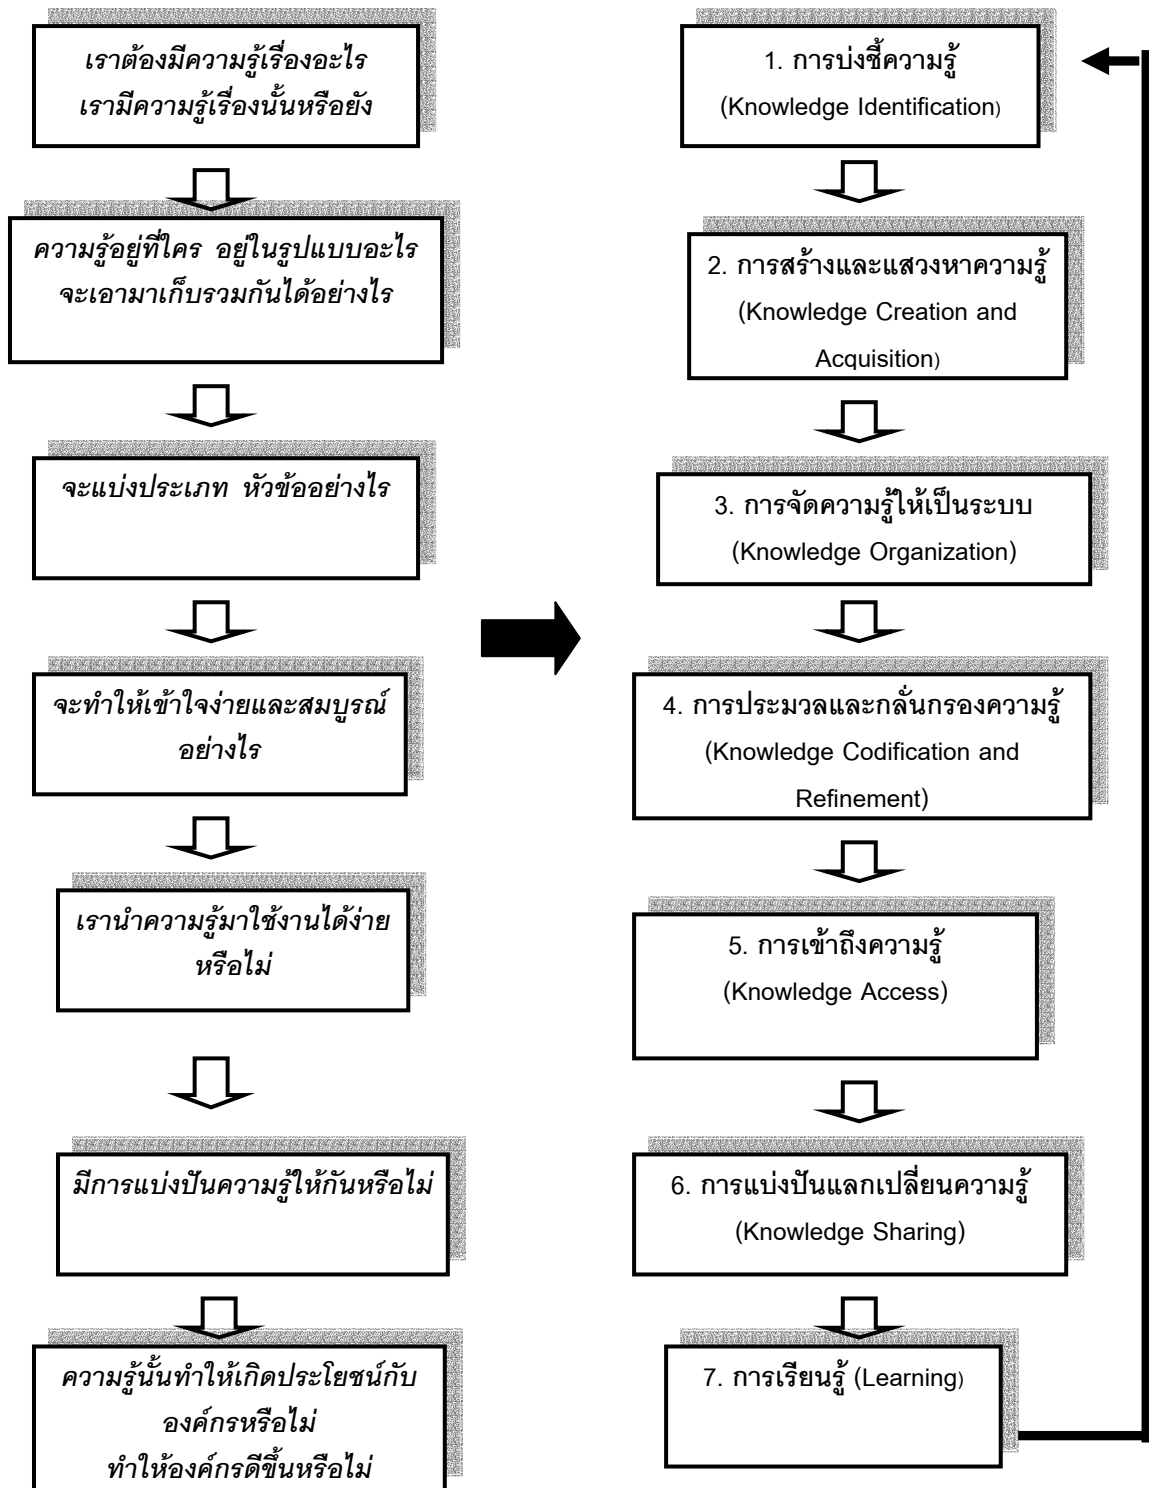 เราต้องมีความรู้เรื่องอะไร
เรามีความรู้เรื่องนั้นหรือยัง
ความรู้อยู่ที่ใคร อยู่ในรูปแบบอะไร
จะเอามาเก็บรวมกันได้อย่างไร
จะแบ่งประเภท หัวข้ออย่างไร
จะทำให้เข้าใจง่ายและสมบูรณ์
อย่างไร
เรานำความรู้มาใช้งานได้ง่าย
หรือไม่
มีการแบ่งปันความรู้ให้กันหรือไม่
ความรู้นั้นทำให้เกิดประโยชน์กับ
องค์กรหรือไม่
ทำให้องค์กรดีขึ้นหรือไม่
1. การบ่งชี้ความรู้
(Knowledge Identification)
2. การสร้างและแสวงหาความรู้
(Knowledge Creation and
Acquisition)
3. การจัดความรู้ให้เป็นระบบ
(Knowledge Organization)
4. การประมวลและกลั่นกรองความรู้
(Knowledge Codification and
Refinement)
5. การเข้าถึงความรู้
(Knowledge Access)
6. การแบ่งปันแลกเปลี่ยนความรู้
(Knowledge Sharing)
7. การเรียนรู้ (Learning)